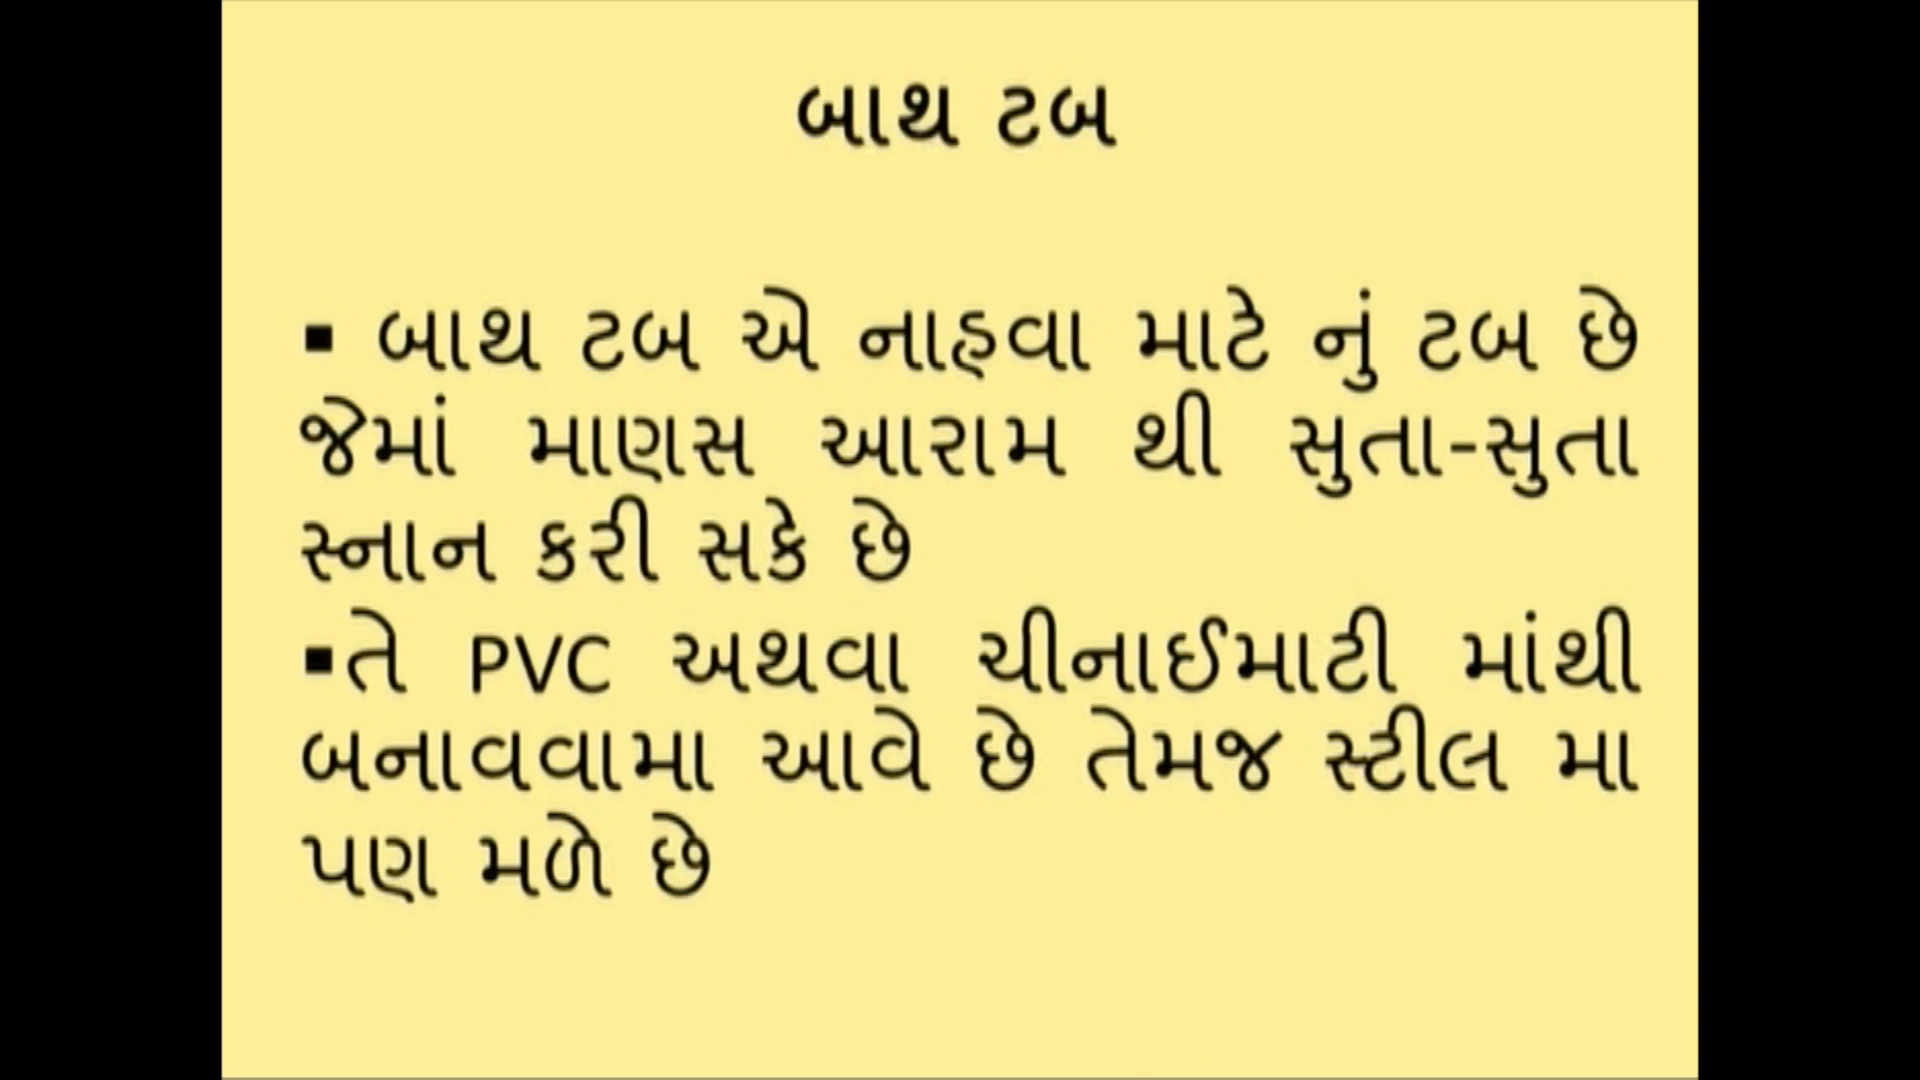 બાથ ટબ
▪ બાથ ટબ એ નાહવા માટે નું ટબ છે
જેમાં માણસ આરામ થી સુતા-સુતા
સ્નાન કરી સકે છે
▪તે PVC અથવા ચીનાઈમાટી માંથી
બનાવવામા આવે છે તેમજ સ્ટીલ મા
પણ મળે છે